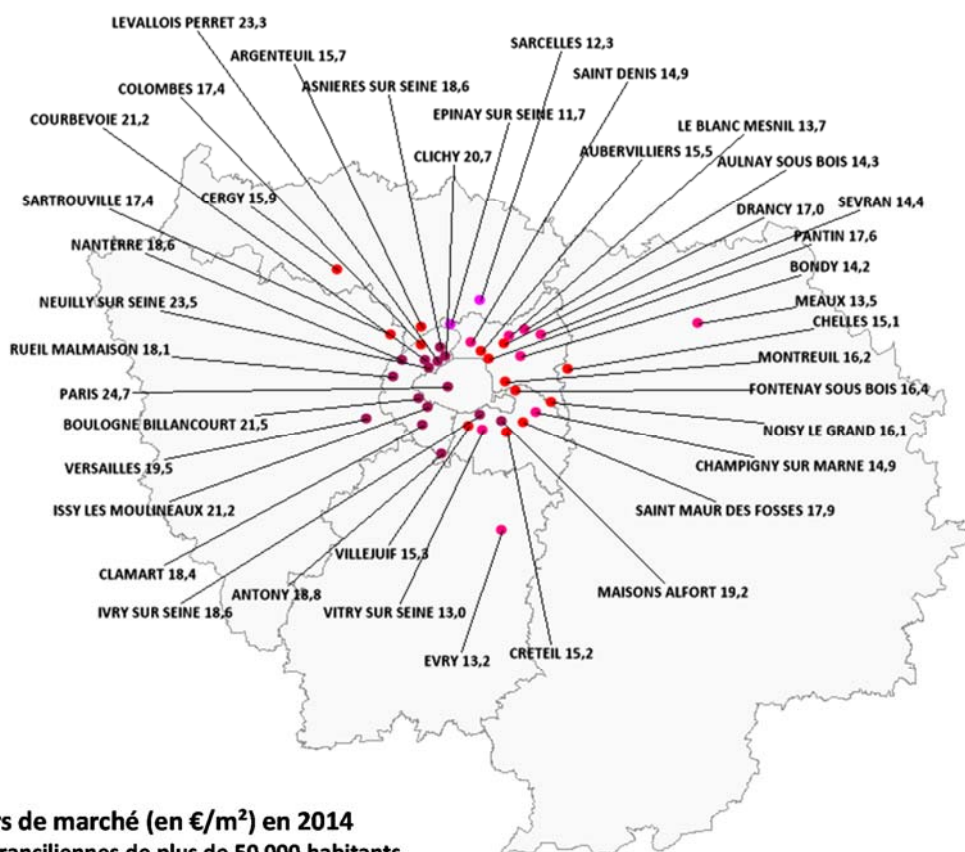 LEVALLOIS PERRET 23,3
SARCELLES 12,3
ARGENTEUIL 15,7
SAINT DENIS 14,9
ASNIERES SUR SEINE 18,6
COLOMBES 17,4
EPINAY SUR SEINE 11,7
COURBEVOIE 21,2
LE BLANC MESNIL 13,7
CLICHY 20,7
AUBERVILLIERS 15,5
AULNAY SOUS BOIS 14,3
SARTROUVILLE 17,4
CERGY 15,9
SEVRAN 14,4
DRANCY 17,0
NANTERRE 18,6
PANTIN 17,6
BONDY 14,2
NEUILLY SUR SEINE 23,5
MEAUX 13,5
CHELLES 15,1
RUEIL MALMAISON 18,1
MONTREUIL 16,2
PARIS 24,7
FONTENAY SOUS BOIS 16,4
BOULOGNE BILLANCOURT 21,5
NOISY LE GRAND 16,1
VERSAILLES 19,5
CHAMPIGNY SUR MARNE 14,9
ISSY LES MOULINEAUX 21,2
SAINT MAUR DES FOSSES 17,9
VILLEJUIF 15,3
CLAMART 18,4
ANTONY 18,8
MAISONS ALFORT 19,2
IVRY SUR SEINE 18,6
VITRY SUR SEINE 13,0
EVRY 13,2
CRETEIL 15,2
de marché (en €/m²) en 2014
de plus de 50 000 habitants